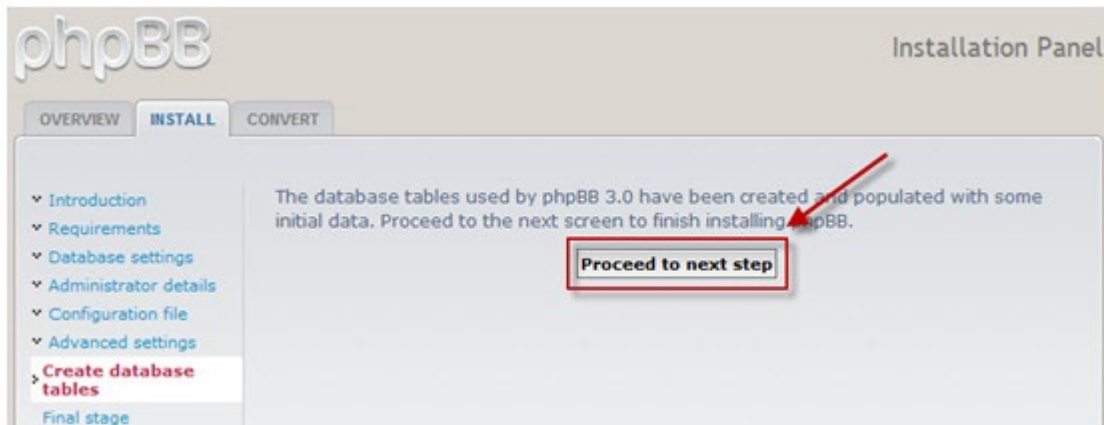 phpBB
Installation Panel
OVERVIEW INSTALL CONVERT
Introduction
Requirements
Database settings
Administrator details
Configuration file
Advanced settings
Create database
tables
Final stage
The database tables used by phpBB 3.0 have been created and populated with some
initial data. Proceed to the next screen to finish installing phpBB.
Proceed to next step